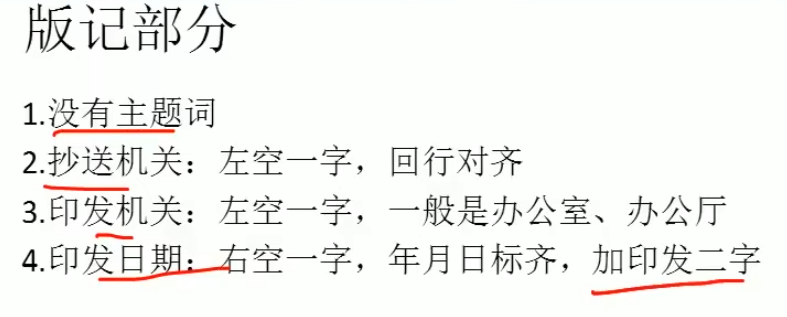 版记部分
1.没有主题词
2.抄送机关：左空一字，回行对齐
3.印发机关：左空一字，一般是办公室、办公厅
4.印发日期：右空一字，年月日标齐，加印发二字